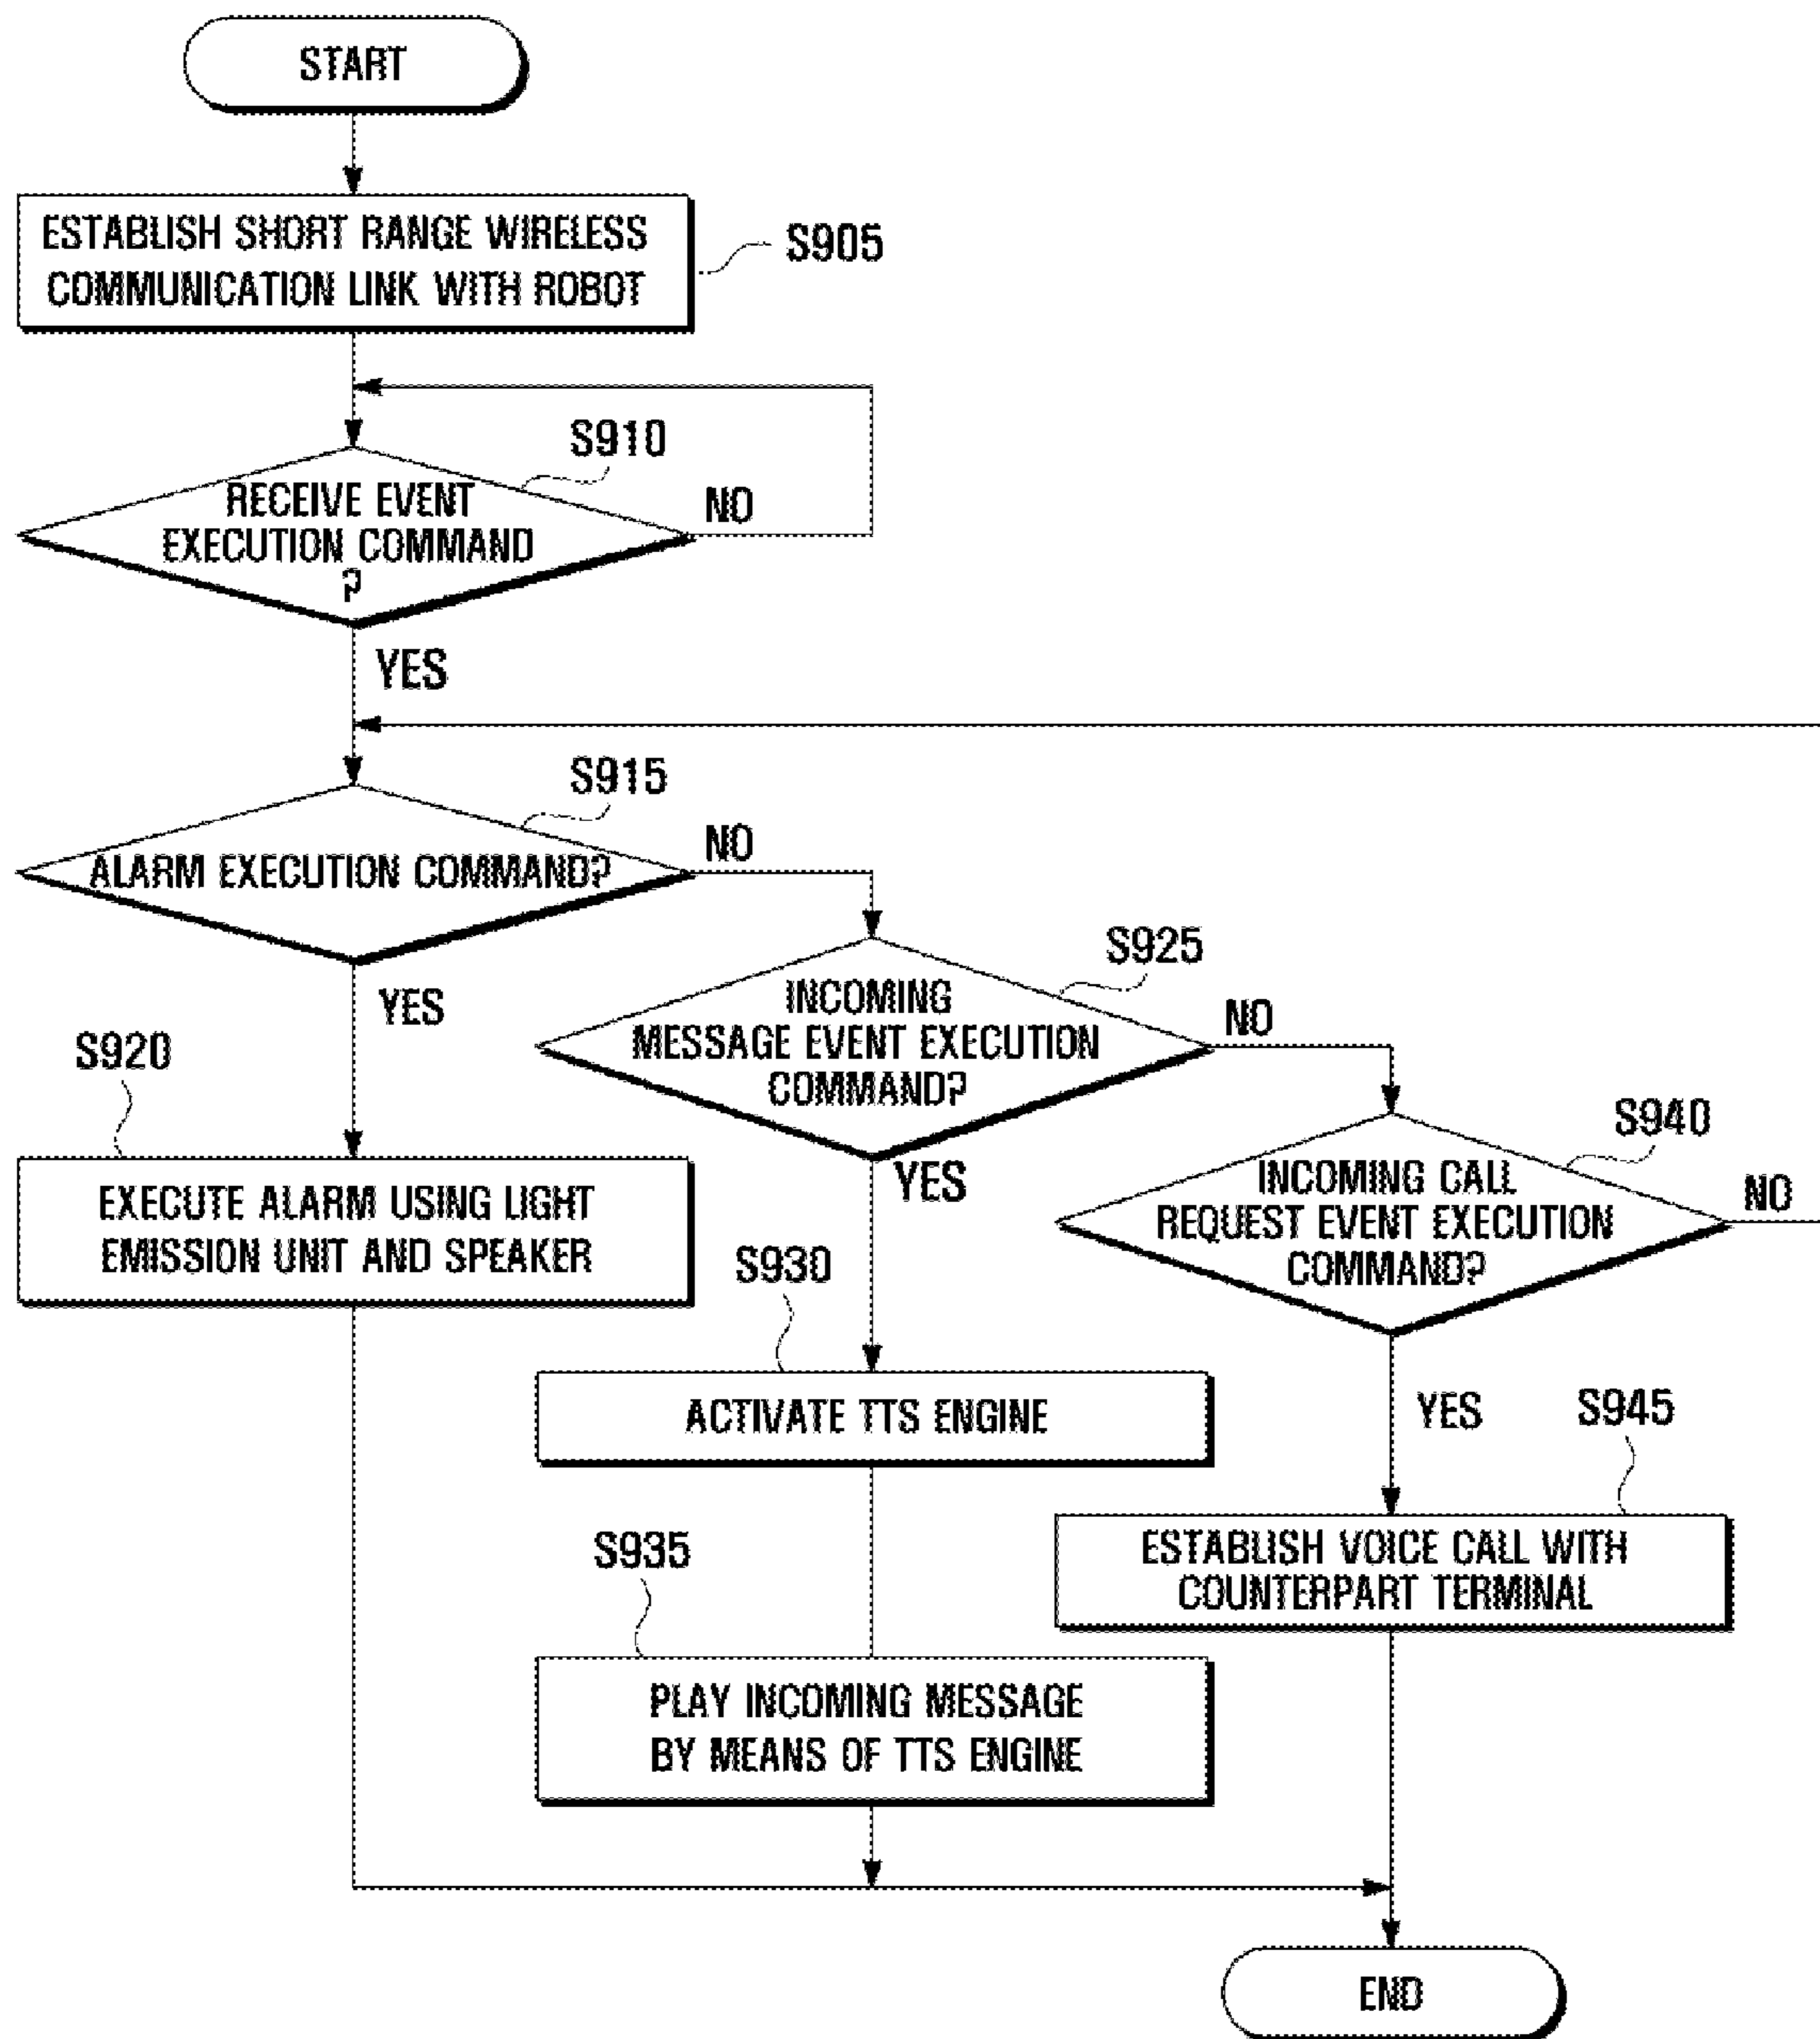 START
ESTABLISH SHORT RANGE WIRELESS
COMMUNICATION LINK WITH ROBOT
S905
S910
RECEIVE EVENT
EXECUTION COMMAND
?
NO
YES
S915
ALARM EXECUTION COMMAND?
NO
YES
S920
EXECUTE ALARM USING LIGHT
EMISSION UNIT AND SPEAKER
S925
INCOMING
MESSAGE EVENT EXECUTION
COMMAND?
NO
YES
S930
ACTIVATE TTS ENGINE
S935
PLAY INCOMING MESSAGE
BY MEANS OF TTS ENGINE
S940
INCOMING CALL
REQUEST EVENT EXECUTION
COMMAND?
NO
YES
S945
ESTABLISH VOICE CALL WITH
COUNTERPART TERMINAL
END